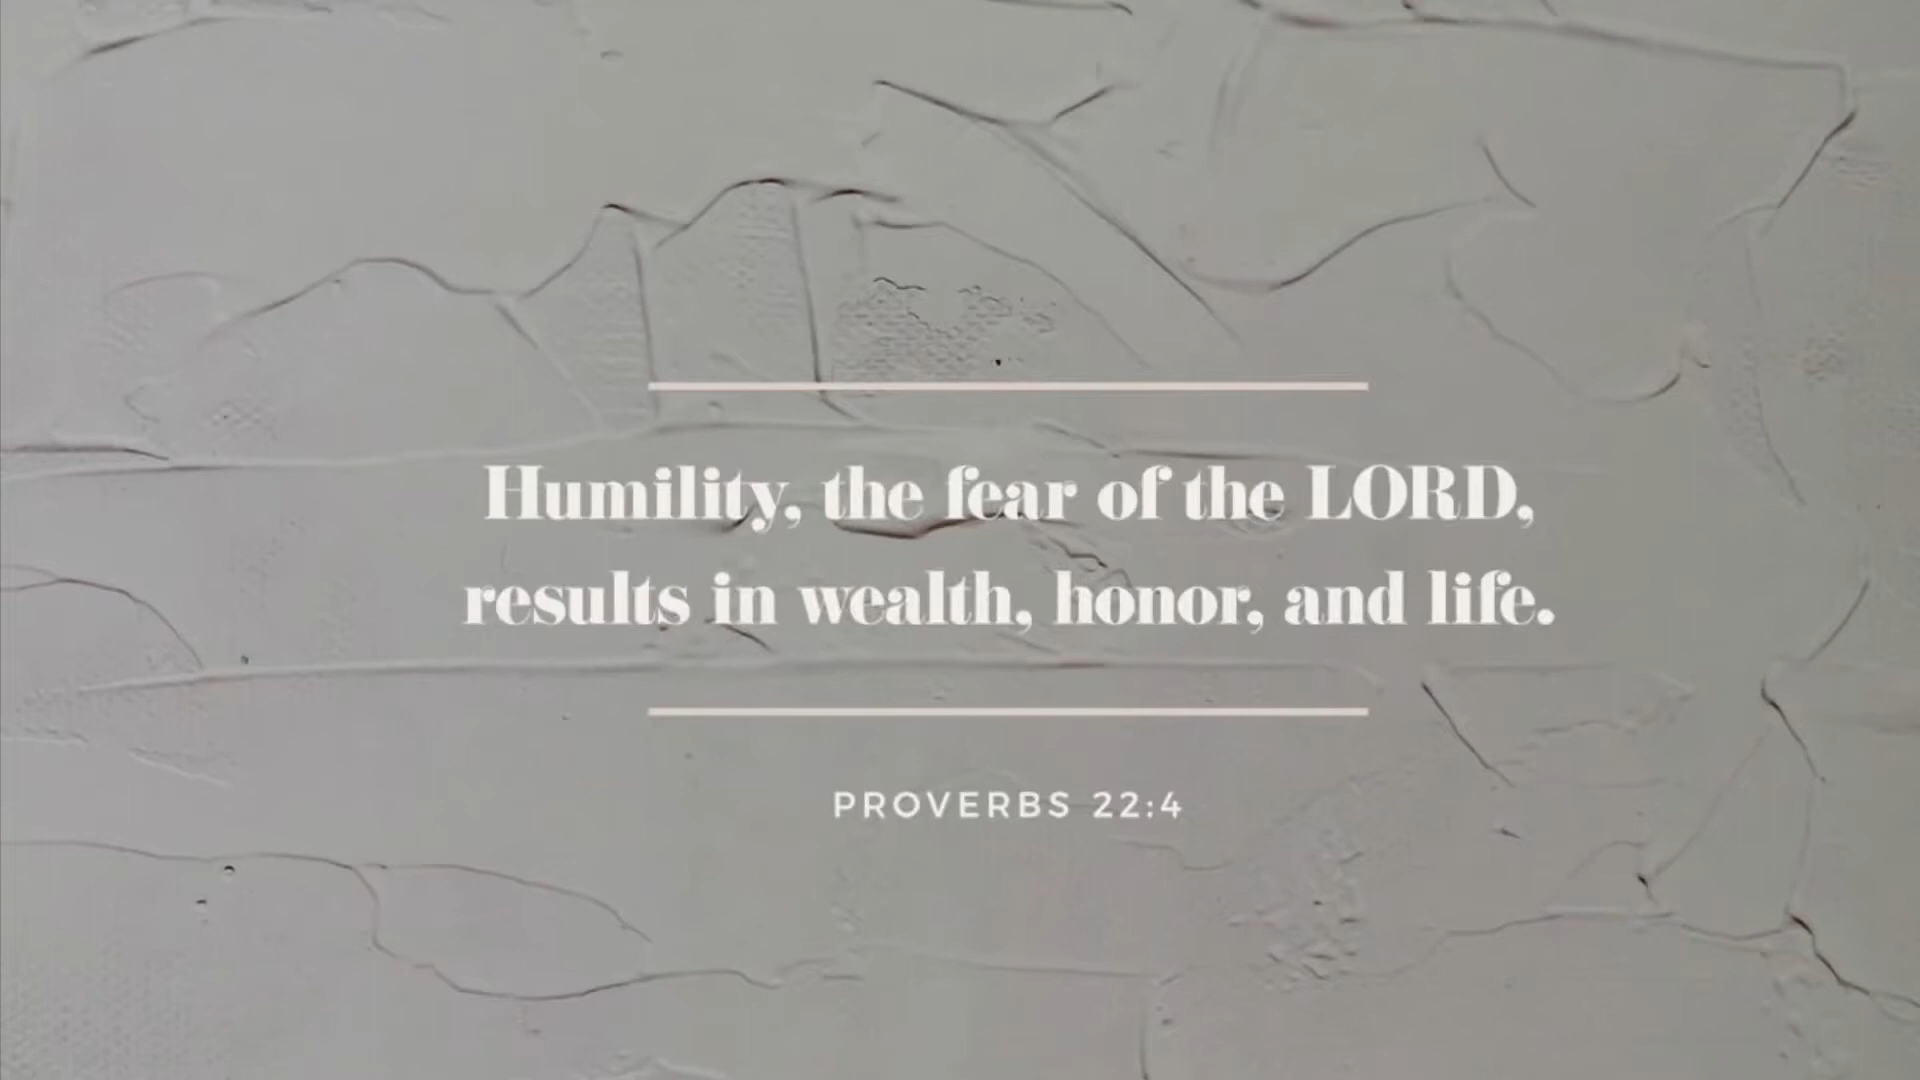 Humility, the fear of the LORD,
results in wealth, honor, and life.
PROVERBS 22:4